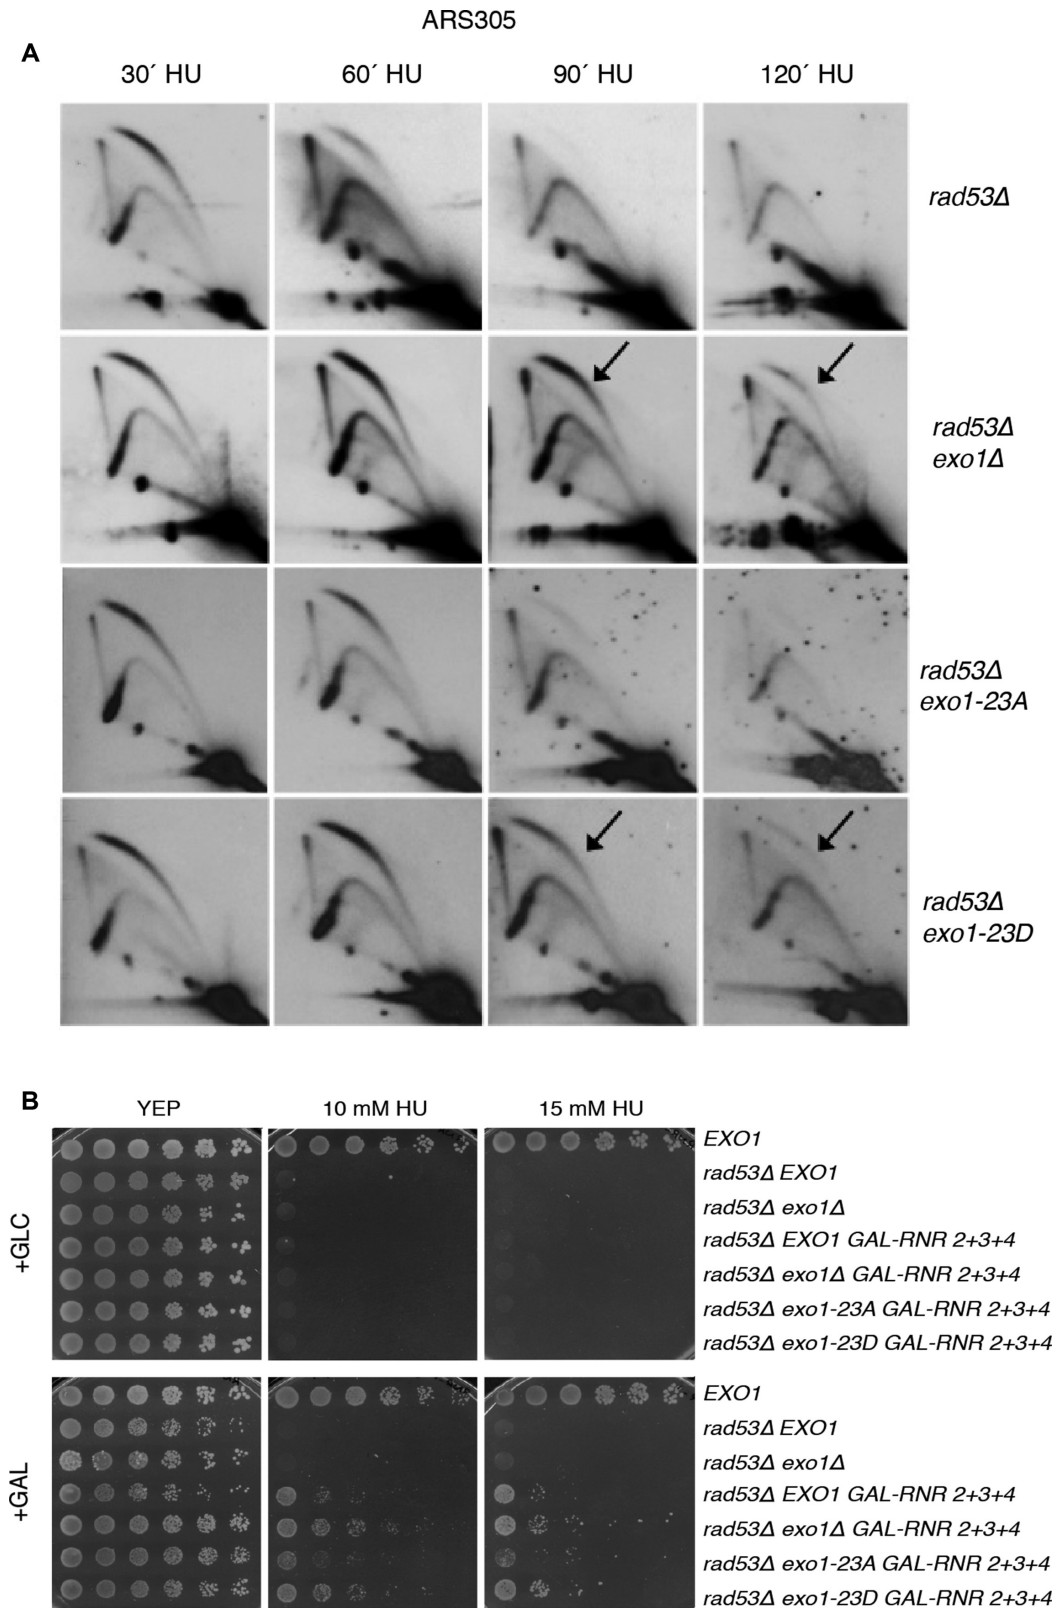 ARS305
A
30´ HU 60´ HU 90´ HU 120´ HU
rad53Δ
rad53Δ
exo1Δ
rad53Δ
exo1-23A
rad53Δ
exo1-23D
B
YEP 10 mM HU 15 mM HU
+GLC
EXO1
rad53Δ EXO1
rad53Δ exo1Δ
rad53Δ EXO1 GAL-RNR 2+3+4
rad53Δ exo1Δ GAL-RNR 2+3+4
rad53Δ exo1-23A GAL-RNR 2+3+4
rad53Δ exo1-23D GAL-RNR 2+3+4
+GAL
EXO1
rad53Δ EXO1
rad53Δ exo1Δ
rad53Δ EXO1 GAL-RNR 2+3+4
rad53Δ exo1Δ GAL-RNR 2+3+4
rad53Δ exo1-23A GAL-RNR 2+3+4
rad53Δ exo1-23D GAL-RNR 2+3+4